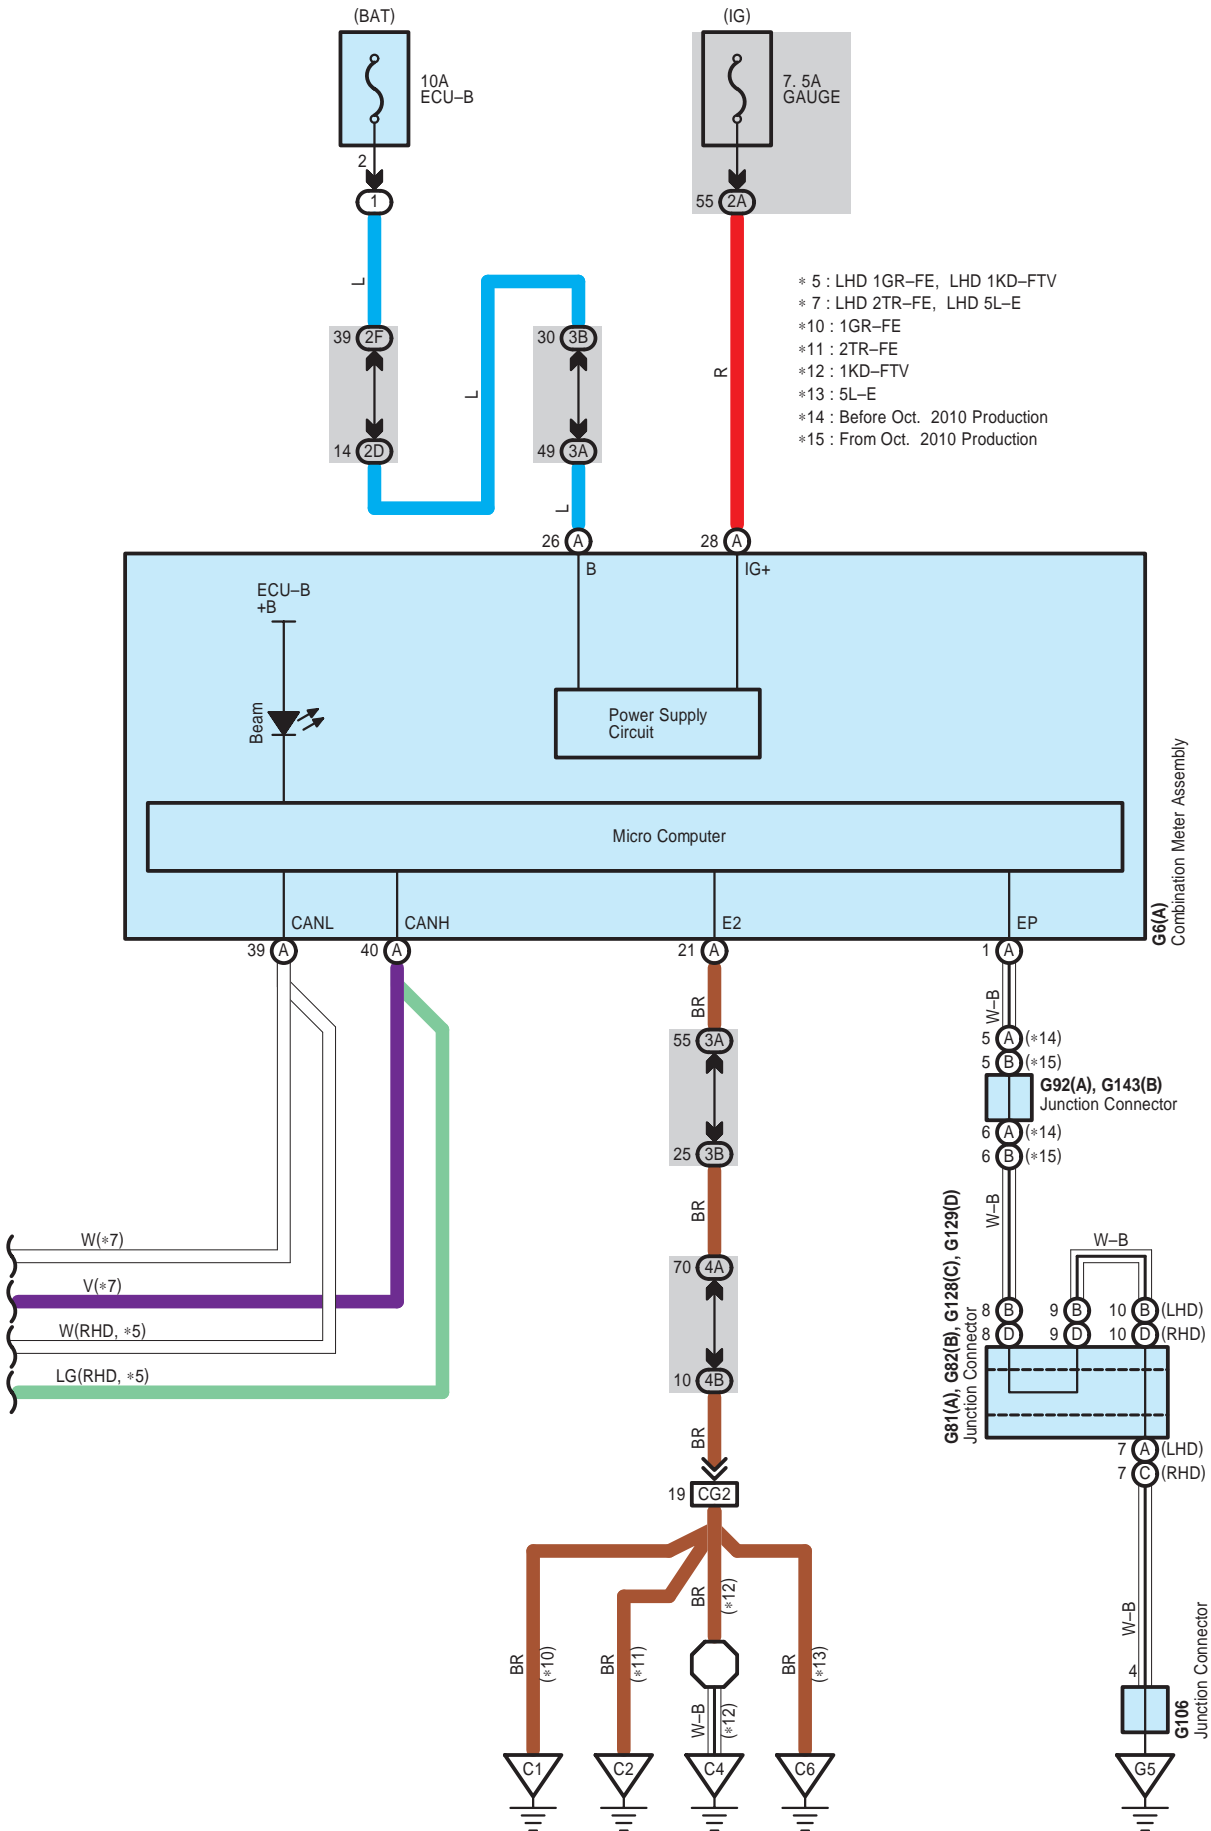 (BAT)
(IG)
10A
ECU–B
7. 5A
GAUGE
2
1
55 2A
L
∗ 5 : LHD 1GR–FE, LHD 1KD–FTV
∗ 7 : LHD 2TR–FE, LHD 5L–E
∗10 : 1GR–FE
∗11 : 2TR–FE
∗12 : 1KD–FTV
∗13 : 5L–E
∗14 : Before Oct. 2010 Production
∗15 : From Oct. 2010 Production
39 2F
30 3B
L
R
14 2D
49 3A
L
26 A
28 A
B
IG+
ECU–B
+B
Beam
Power Supply
Circuit
Micro Computer
G6(A)
Combination Meter Assembly
CANL
CANH
E2
EP
39 A
40 A
21 A
1 A
BR
W–B
55 3A
5 A (∗14)
5 B (∗15)
G92(A), G143(B)
Junction Connector
6 A (∗14)
6 B (∗15)
25 3B
BR
W–B
W(∗7)
V(∗7)
W(RHD, ∗5)
LG(RHD, ∗5)
70 4A
10 4B
W–B
8 B
9 B
10 B (LHD)
8 D
9 D
10 D (RHD)
G81(A), G82(B), G128(C), G129(D)
Junction Connector
7 A (LHD)
7 C (RHD)
BR
19 CG2
BR
(∗10)
BR
(∗11)
BR
(∗12)
W–B
(∗12)
BR
(∗13)
W–B
4
G106
Junction Connector
C1
C2
C4
C6
G5